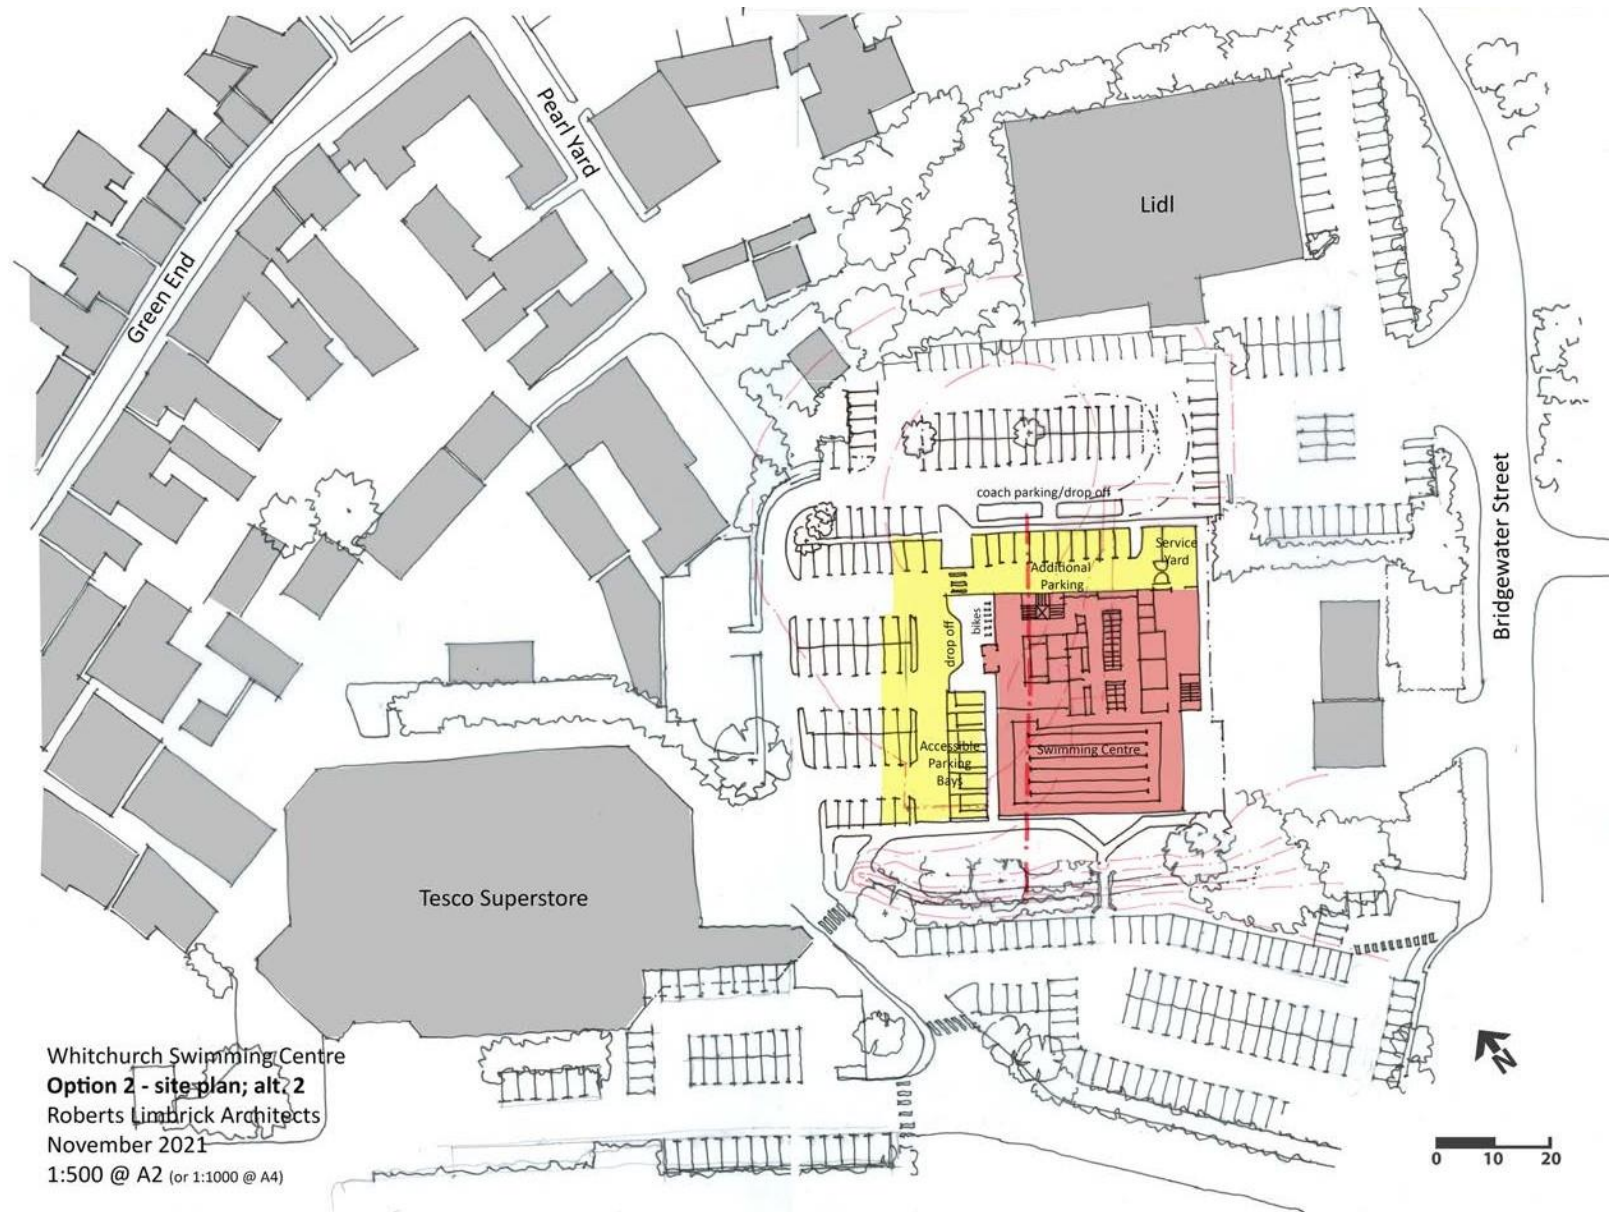 Pearl Yard
Lidl
Green End
coach parking/drop off
Service
Yard
Additional
Parking
bikes
drop off
Bridgewater Street
Accessible
Parking
Bays
Swimming Centre
Tesco Superstore
N
Whitchurch Swimming Centre
Option 2 - site plan; alt. 2
Roberts Limbrick Architects
November 2021
1:500 @ A2 (or 1:1000 @ A4)
0 10 20